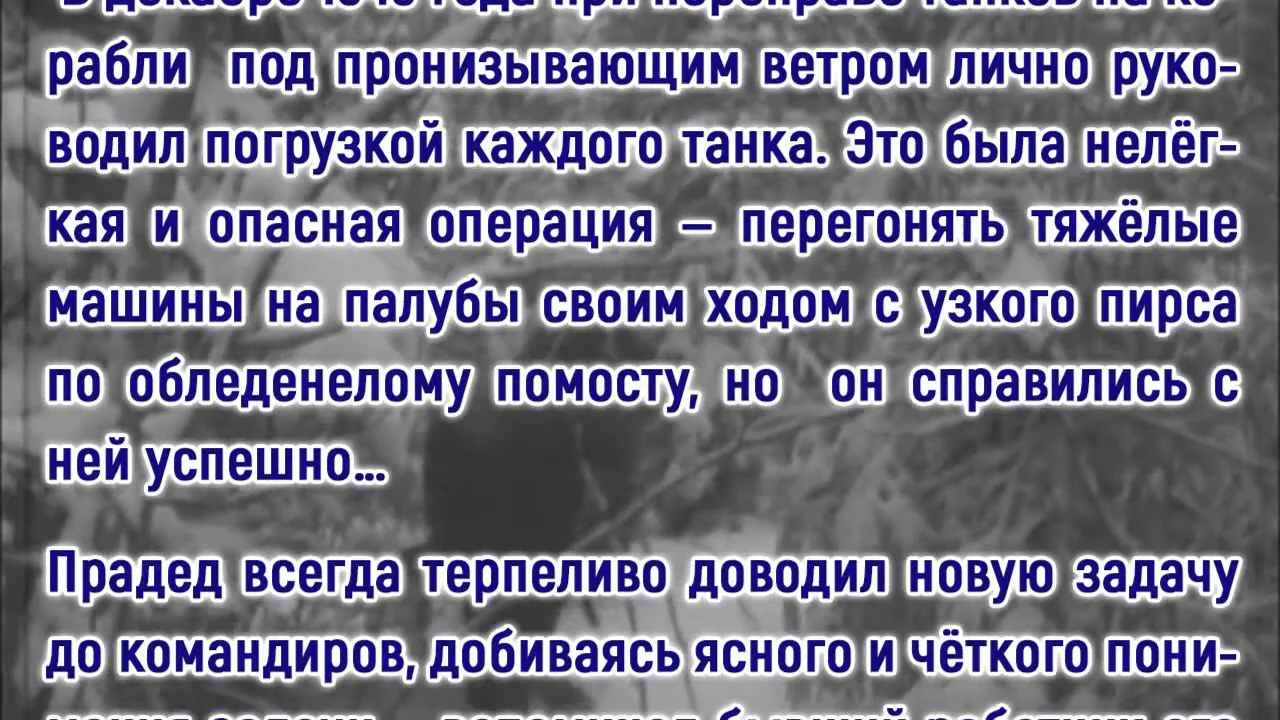 рабли под пронизывающим ветром лично руко-
водил погрузкой каждого танка. Это была нелёг-
кая и опасная операция – перегонять тяжёлые
машины на палубы своим ходом с узкого пирса
по обледенелому помосту, но он справились с
ней успешно...
Прадед всегда терпеливо доводил новую задачу
до командиров, добиваясь ясного и чёткого пони-